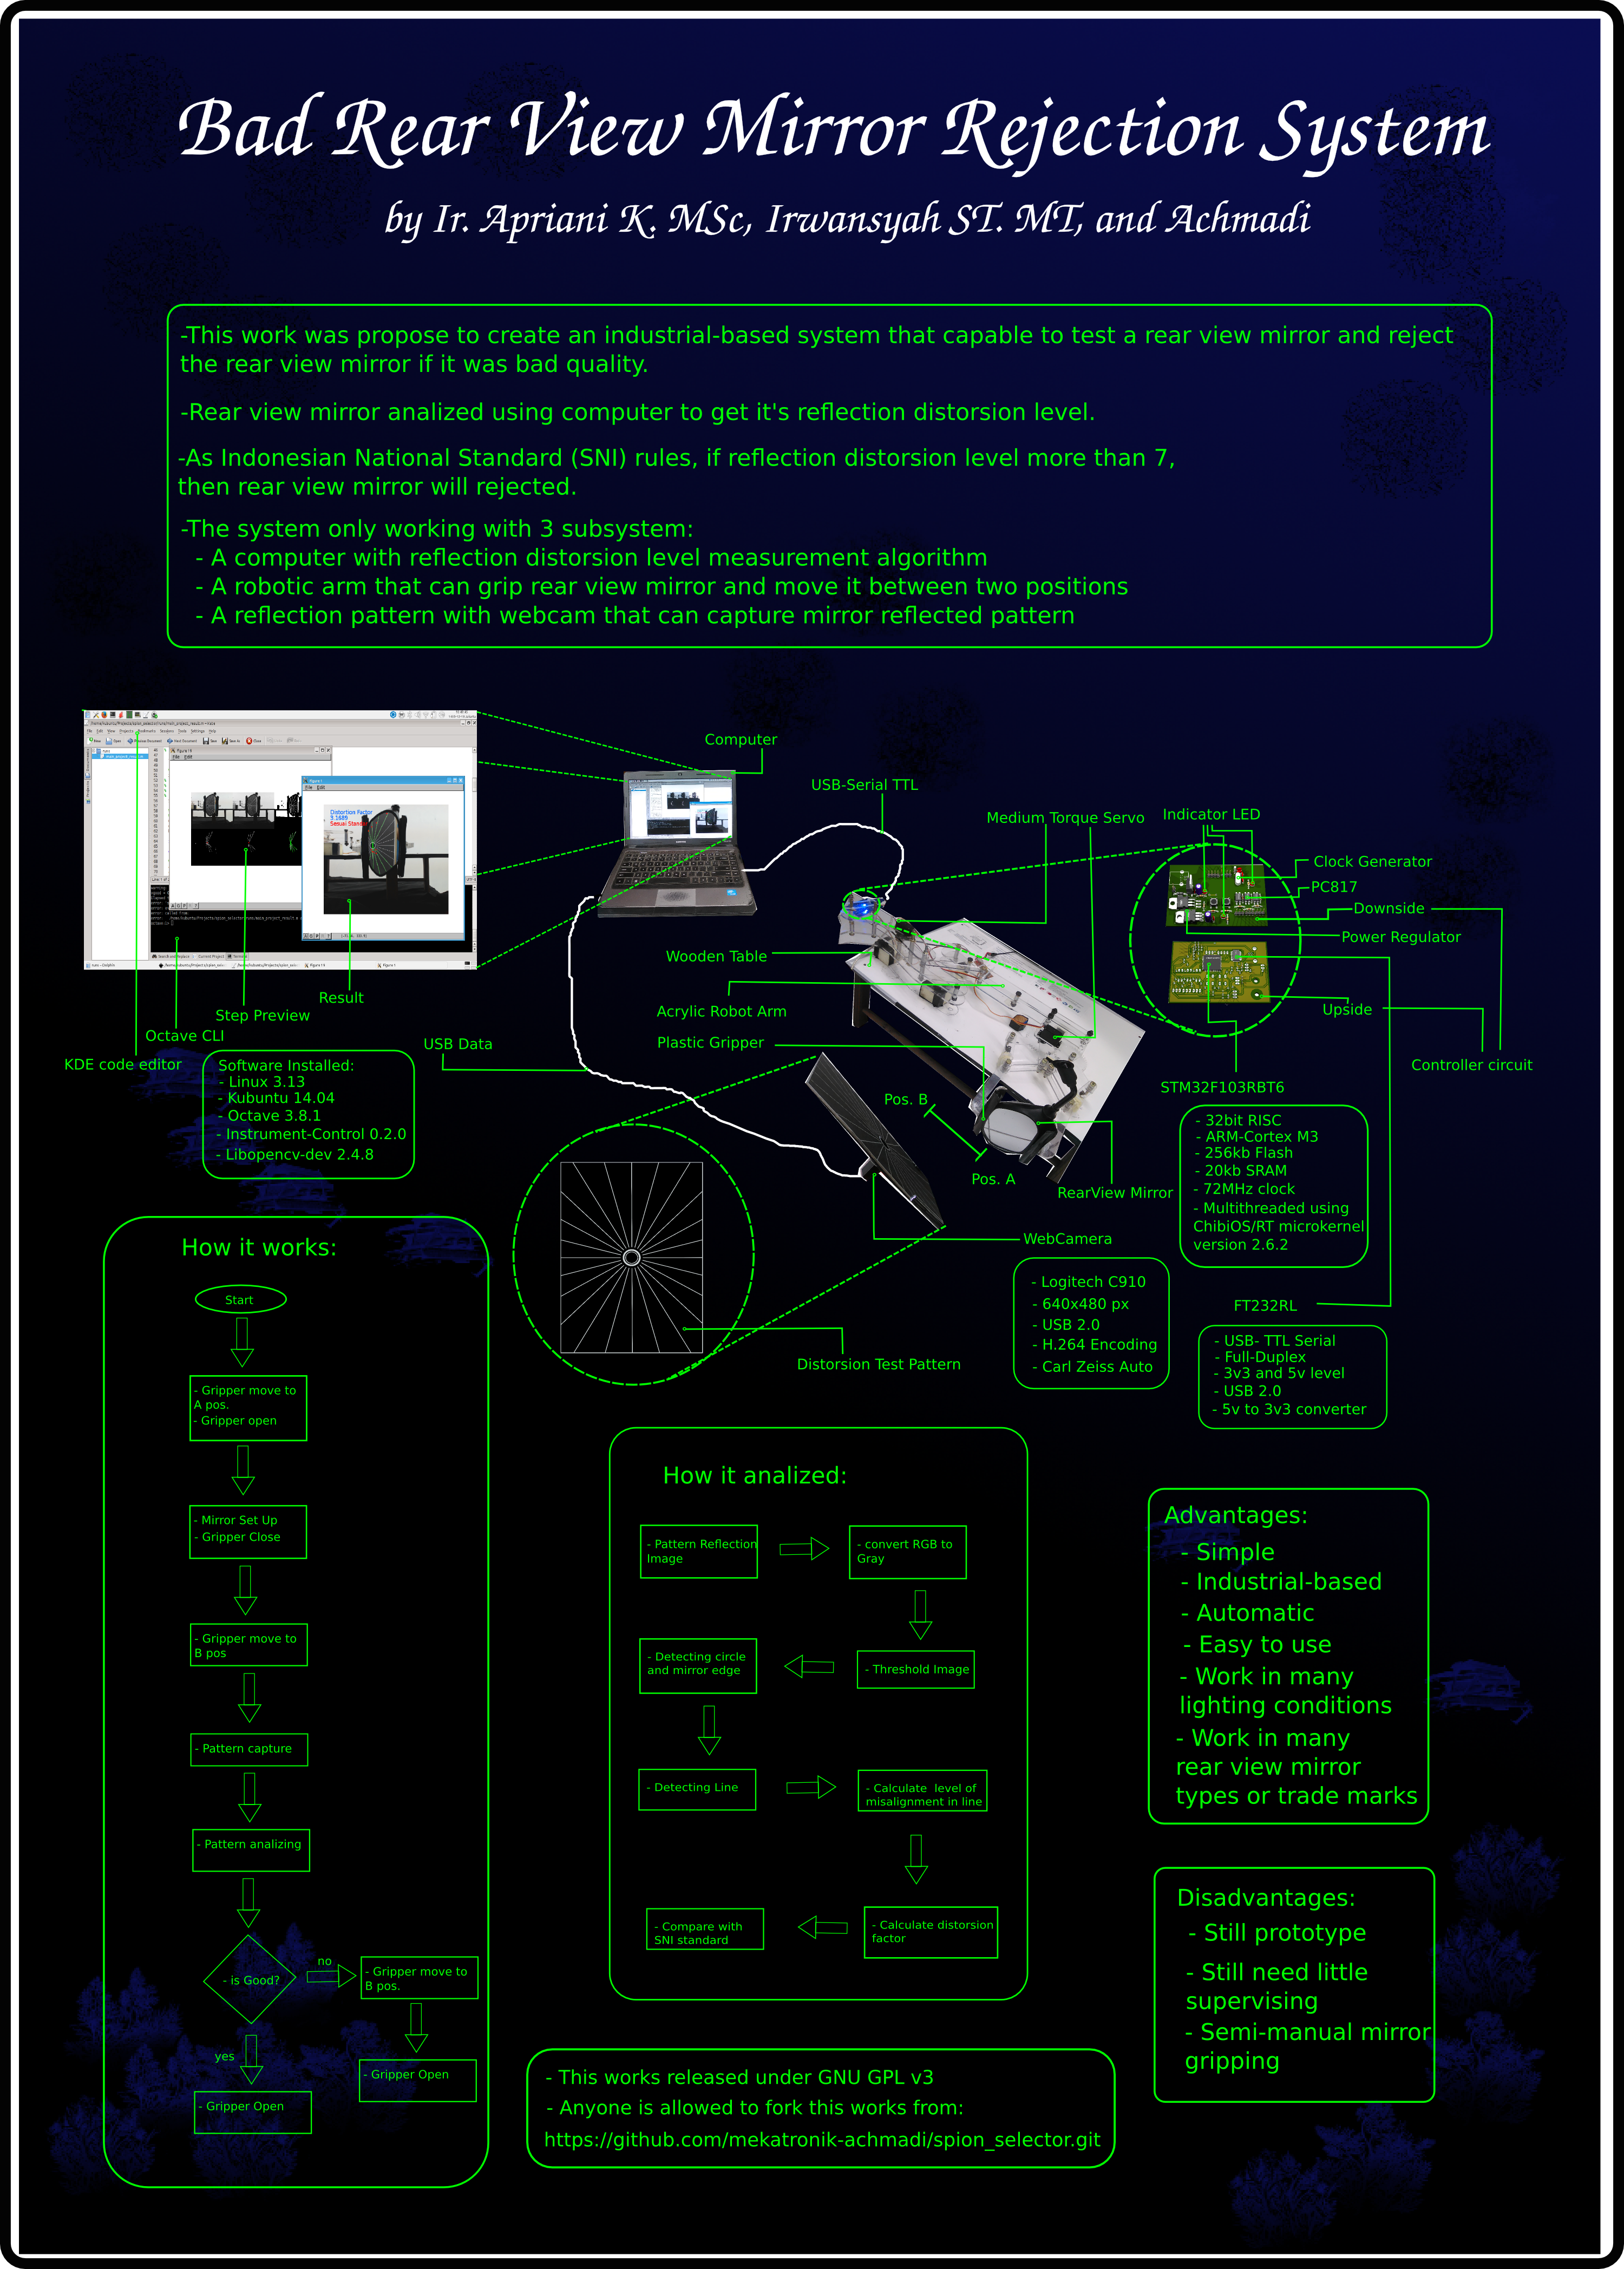 Bad Rear View Mirror Rejection System
by Ir. Apriani K. MSc, Irwansyah ST. MT, and Achmadi
-This work was propose to create an industrial-based system that capable to test a rear view mirror and reject
the rear view mirror if it was bad quality.
-Rear view mirror analized using computer to get it's reflection distorsion level.
-As Indonesian National Standard (SNI) rules, if reflection distorsion level more than 7,
then rear view mirror will rejected.
-The system only working with 3 subsystem:
- A computer with reflection distorsion level measurement algorithm
- A robotic arm that can grip rear view mirror and move it between two positions
- A reflection pattern with webcam that can capture mirror reflected pattern
Distortion Factor
3.1689
Sesuai Standar
Computer
USB-Serial TTL
Medium Torque Servo
Indicator LED
Clock Generator
PC817
Downside
Power Regulator
Wooden Table
Acrylic Robot Arm
Plastic Gripper
Upside
Controller circuit
Result
Step Preview
Octave CLI
KDE code editor
USB Data
Software Installed:
- Linux 3.13
- Kubuntu 14.04
- Octave 3.8.1
- Instrument-Control 0.2.0
- Libopencv-dev 2.4.8
Pos. B
Pos. A
RearView Mirror
STM32F103RBT6
- 32bit RISC
- ARM-Cortex M3
- 256kb Flash
- 20kb SRAM
- 72MHz clock
- Multithreaded using
ChibiOS/RT microkernel
version 2.6.2
WebCamera
- Logitech C910
- 640x480 px
- USB 2.0
- H.264 Encoding
- Carl Zeiss Auto
FT232RL
- USB- TTL Serial
- Full-Duplex
- 3v3 and 5v level
- USB 2.0
- 5v to 3v3 converter
Distorsion Test Pattern
How it works:
Start
- Gripper move to
A pos.
- Gripper open
- Mirror Set Up
- Gripper Close
- Gripper move to
B pos
- Pattern capture
- Pattern analizing
- is Good?
no
- Gripper move to
B pos.
yes
- Gripper Open
- Gripper Open
How it analized:
- Pattern Reflection
Image
- convert RGB to
Gray
- Threshold Image
- Detecting circle
and mirror edge
- Detecting Line
- Calculate  level of
misalignment in line
- Calculate distorsion
factor
- Compare with
SNI standard
Advantages:
- Simple
- Industrial-based
- Automatic
- Easy to use
- Work in many
lighting conditions
- Work in many
rear view mirror
types or trade marks
Disadvantages:
- Still prototype
- Still need little
supervising
- Semi-manual mirror
gripping
- This works released under GNU GPL v3
- Anyone is allowed to fork this works from:
https://github.com/mekatronik-achmadi/spion_selector.git